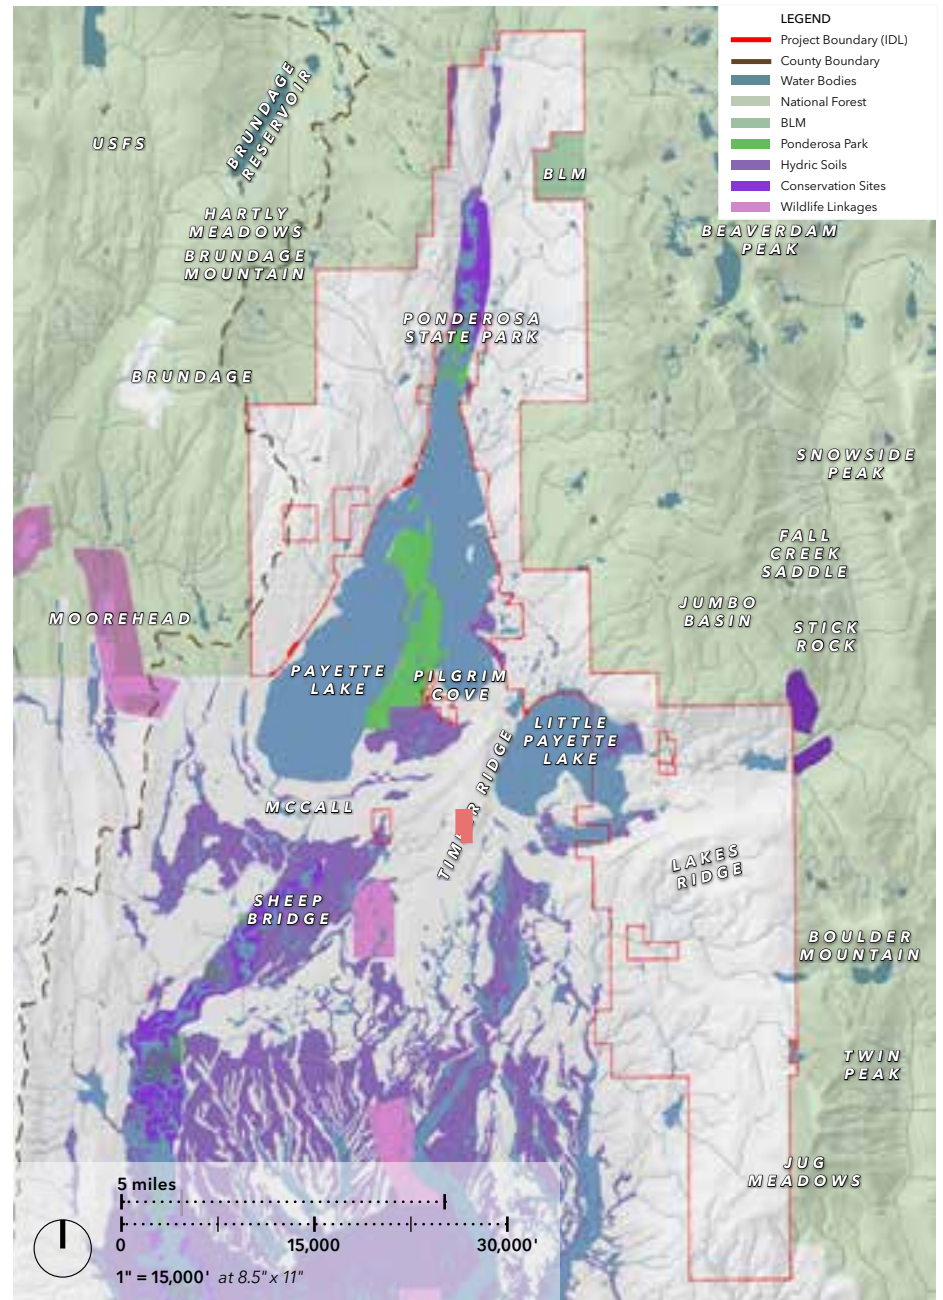 LEGEND
Project Boundary (IDL)
County Boundary
Water Bodies
National Forest
BLM
Ponderosa Park
Hydric Soils
Conservation Sites
Wildlife Linkages
BRUNDAGE
RESERVOIR
USFS
BLM
HARTLY
MEADOWS
BRUNDAGE
MOUNTAIN
BEAVERDAM
PEAK
PONDEROSA
STATE PARK
BRUNDAGE
SNOWSIDE
PEAK
FALL
CREEK
SADDLE
JUMBO
BASIN
STICK
ROCK
MOOREHEAD
PAYETTE
LAKE
PILGRIM
COVE
LITTLE
PAYETTE
LAKE
RIDGE
MCCALL
LAKES
RIDGE
SHEEP
BRIDGE
BOULDER
MOUNTAIN
TWIN
PEAK
JUG
MEADOWS
5 miles
0 15,000 30,000'
1" = 15,000' at 8.5" x 11"